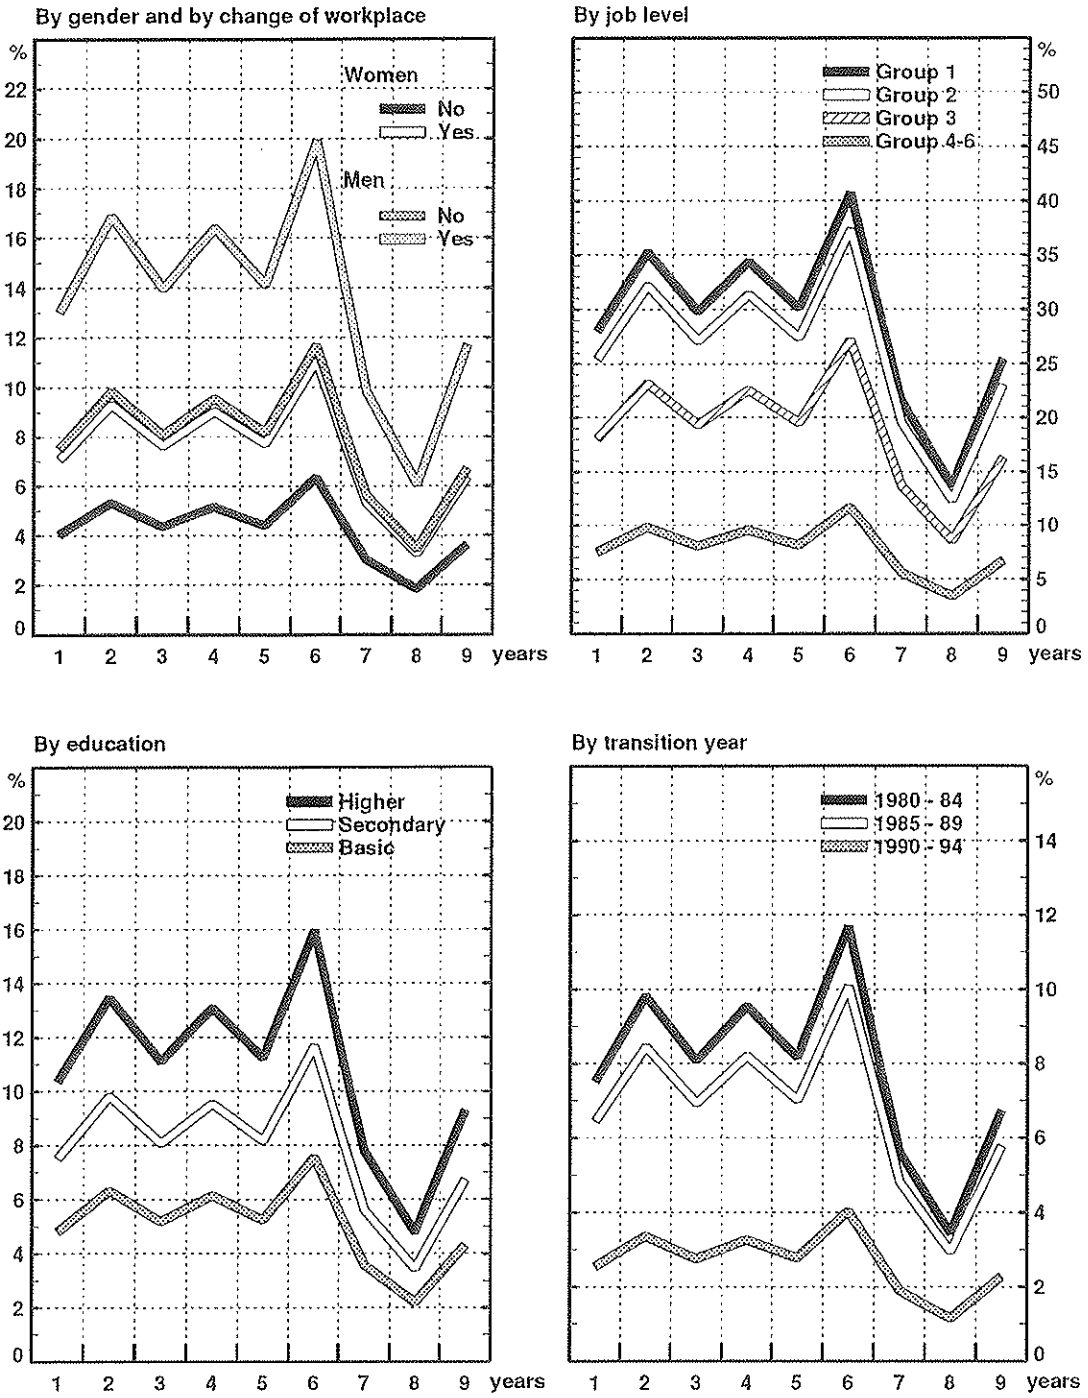 By gender and by change of workplace
%
Women
22
No
Yes
20
Men
18
No
16
Yes
14
12
10
8
6
4
2
0
1 2 3 4 5 6 7 8 9 years
By job level
%
Group 1
Group 2
50
Group 3
Group 4-6
45
40
35
30
25
20
15
10
5
0
1 2 3 4 5 6 7 8 9 years
By education
%
Higher
20
Secondary
Basic
18
16
14
12
10
8
6
4
2
0
1 2 3 4 5 6 7 8 9 years
By transition year
%
1980 - 84
1985 - 89
1990 - 94
14
12
10
8
6
4
2
0
1 2 3 4 5 6 7 8 9 years